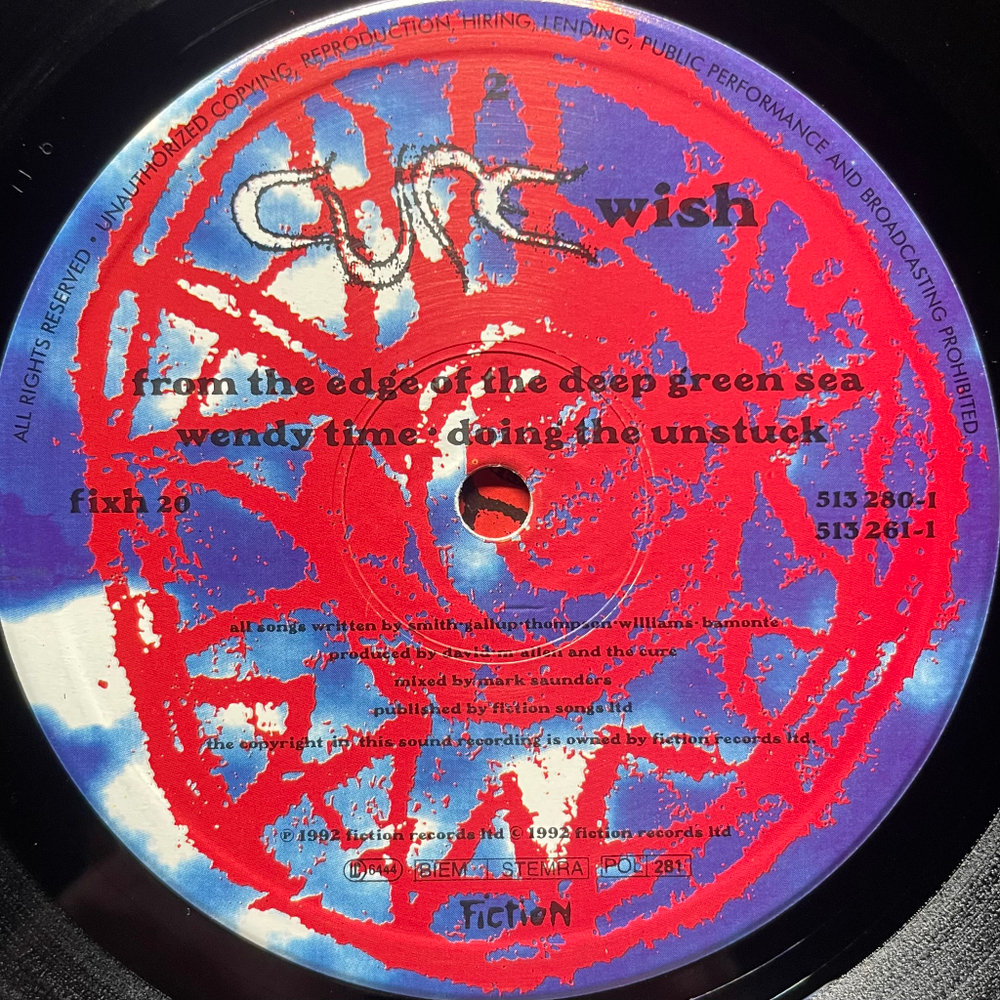 ALL RIGHTS RESERVED • UNAUTHORIZED COPYING, REPRODUCTION, HIRING, LENDING, PUBLIC PERFORMANCE AND BROADCASTING PROHIBITED
2
CURE wish
from the edge of the deep green sea
wendy time · doing the unstuck
fixh 20
513 280-1
513 261-1
all songs written by smith·gallup·thompson·williams·bamonte
produced by david m allen and the cure
mixed by mark saunders
published by fiction songs ltd
the copyright in this sound recording is owned by fiction records ltd.
℗ 1992 fiction records ltd © 1992 fiction records ltd
LC 6444 BIEM STEMRA POL 281
Fiction